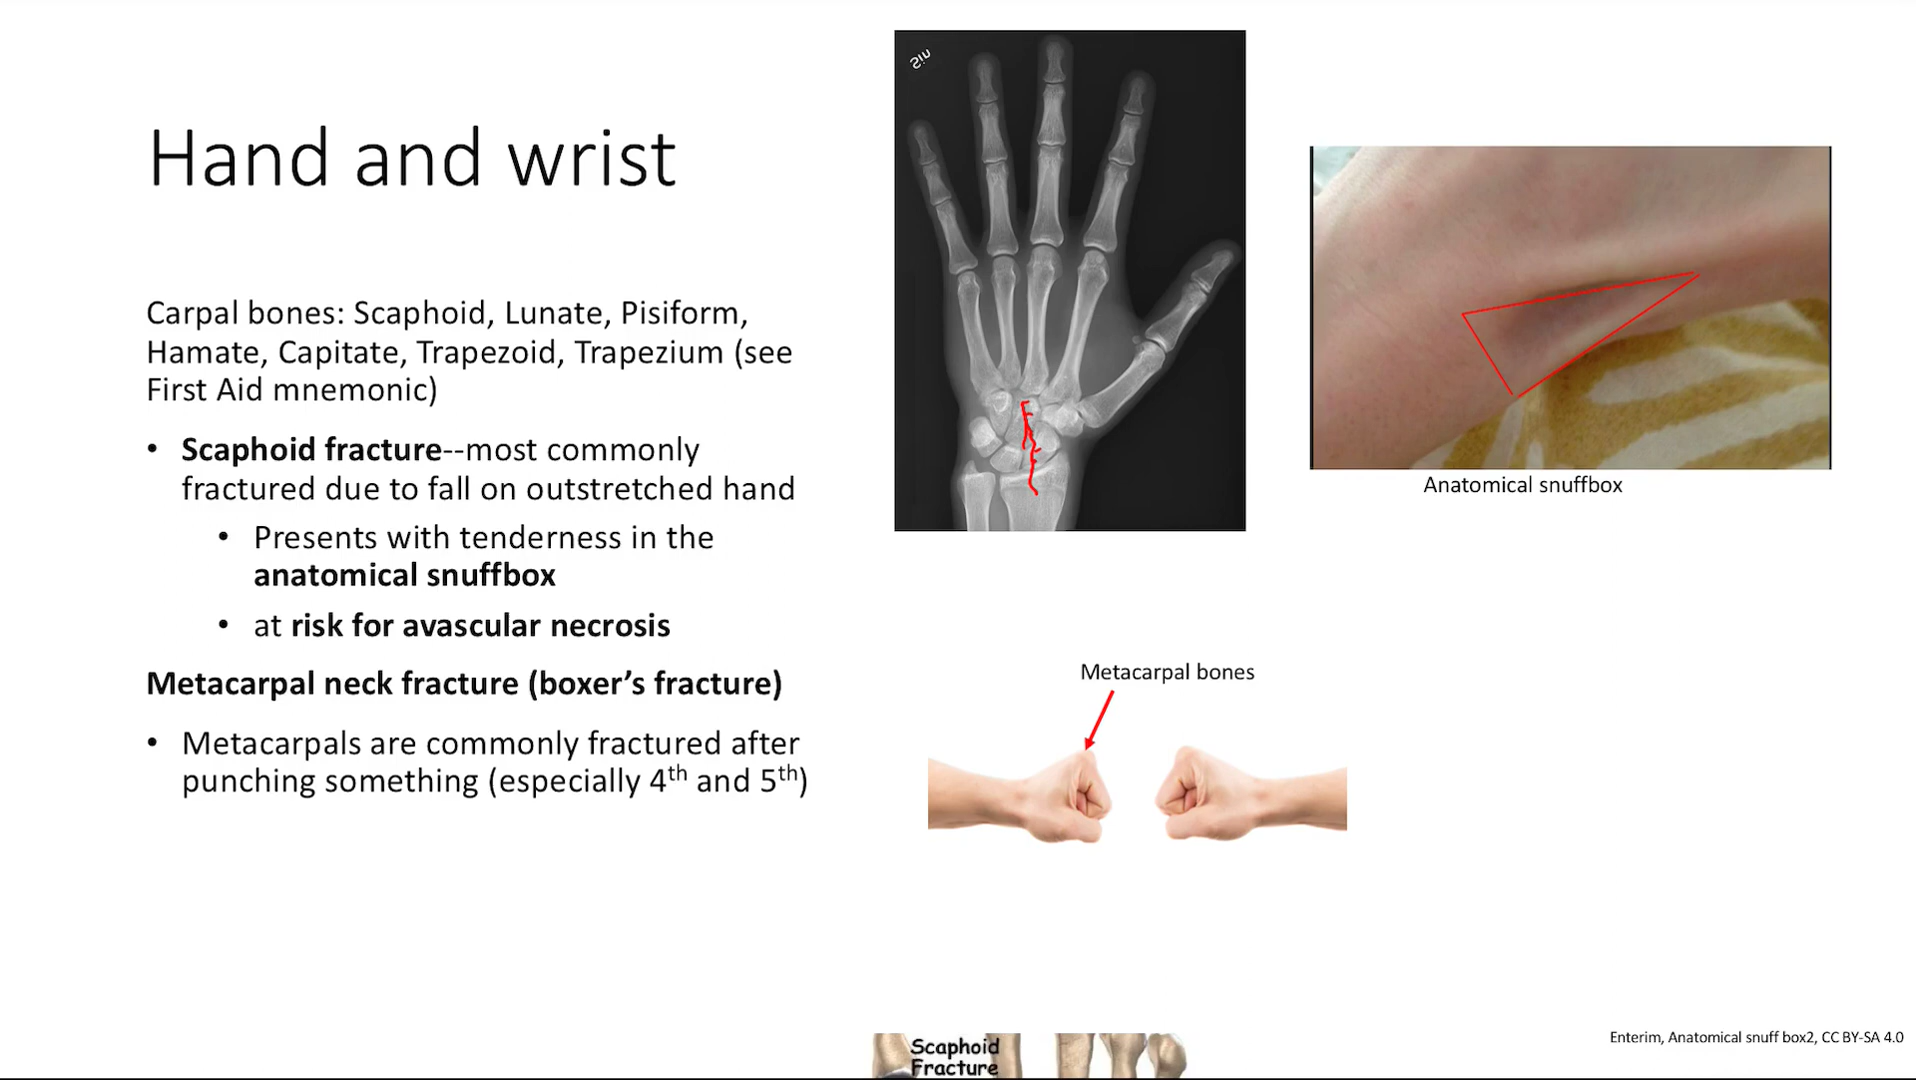 Hand and wrist
Carpal bones: Scaphoid, Lunate, Pisiform,
Hamate, Capitate, Trapezoid, Trapezium (see
First Aid mnemonic)
• Scaphoid fracture--most commonly
fractured due to fall on outstretched hand
• Presents with tenderness in the
anatomical snuffbox
• at risk for avascular necrosis
Metacarpal neck fracture (boxer’s fracture)
• Metacarpals are commonly fractured after
punching something (especially 4th and 5th)
Sin
Anatomical snuffbox
Metacarpal bones
Scaphoid
Fracture
Enterim, Anatomical snuff box2, CC BY-SA 4.0